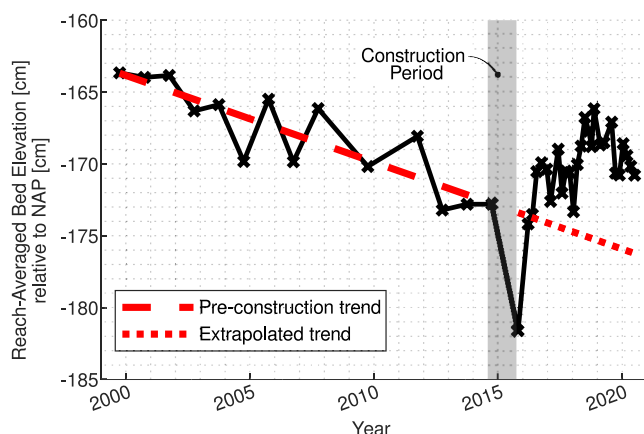 -160
-165
-170
-175
-180
-185
Reach-Averaged Bed Elevation [cm]
relative to NAP [cm]
Construction
Period
Pre-construction trend
Extrapolated trend
2000
2005
2010
2015
2020
Year